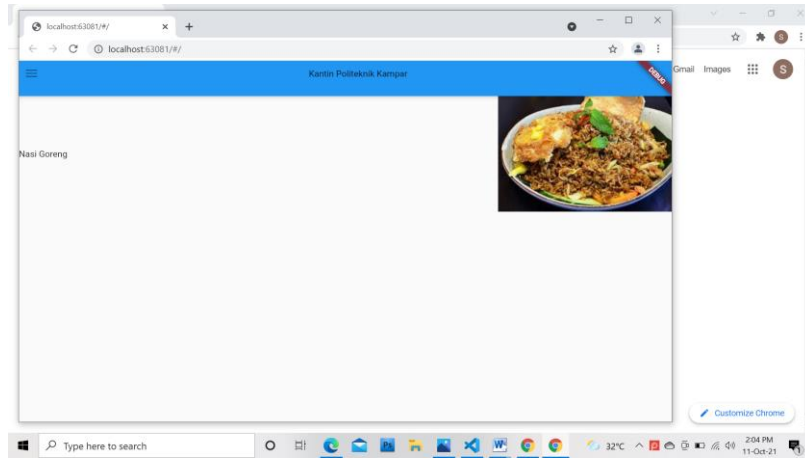 localhost:63081/#/
localhost:63081/#/
Gmail Images
S
S
Kantin Politeknik Kampar
DEBUG
Nasi Goreng
Customize Chrome
Type here to search
Ps
W
32°C
2:04 PM
11-Oct-21